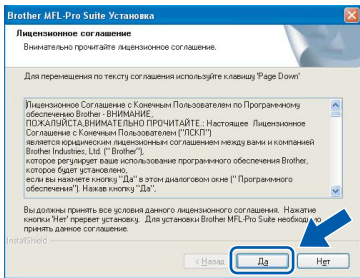 Brother MFL-Pro Suite Установка
Лицензионное соглашение
Внимательно прочитайте лицензионное соглашение.
Для перемещения по тексту соглашения используйте клавишу 'Page Down'
Лицензионное Соглашение с Конечным Пользователем по Программному
обеспечению Brother - ВНИМАНИЕ,
ПОЖАЛУЙСТА,ВНИМАТЕЛЬНО ПРОЧИТАЙТЕ.: Настоящее Лицензионное
Соглашение с Конечным Пользователем ("ЛСКП")
является юридическим лицензионным соглашением между вами и компанией
Brother Industries, Ltd. (" Brother"),
которое регулирует ваше использование программного обеспечения Brother,
которое будет установлено,
если вы нажмете кнопку "Да" в этом диалоговом окне (" Программного
обеспечения"). Нажав кнопку "Да",
Вы должны принять все условия данного лицензионного соглашения. Нажатие
кнопки 'Нет' прервет установку. Для установки Brother MFL-Pro Suite необходимо
принять данное соглашение.
InstallShield
< Назад Да Нет